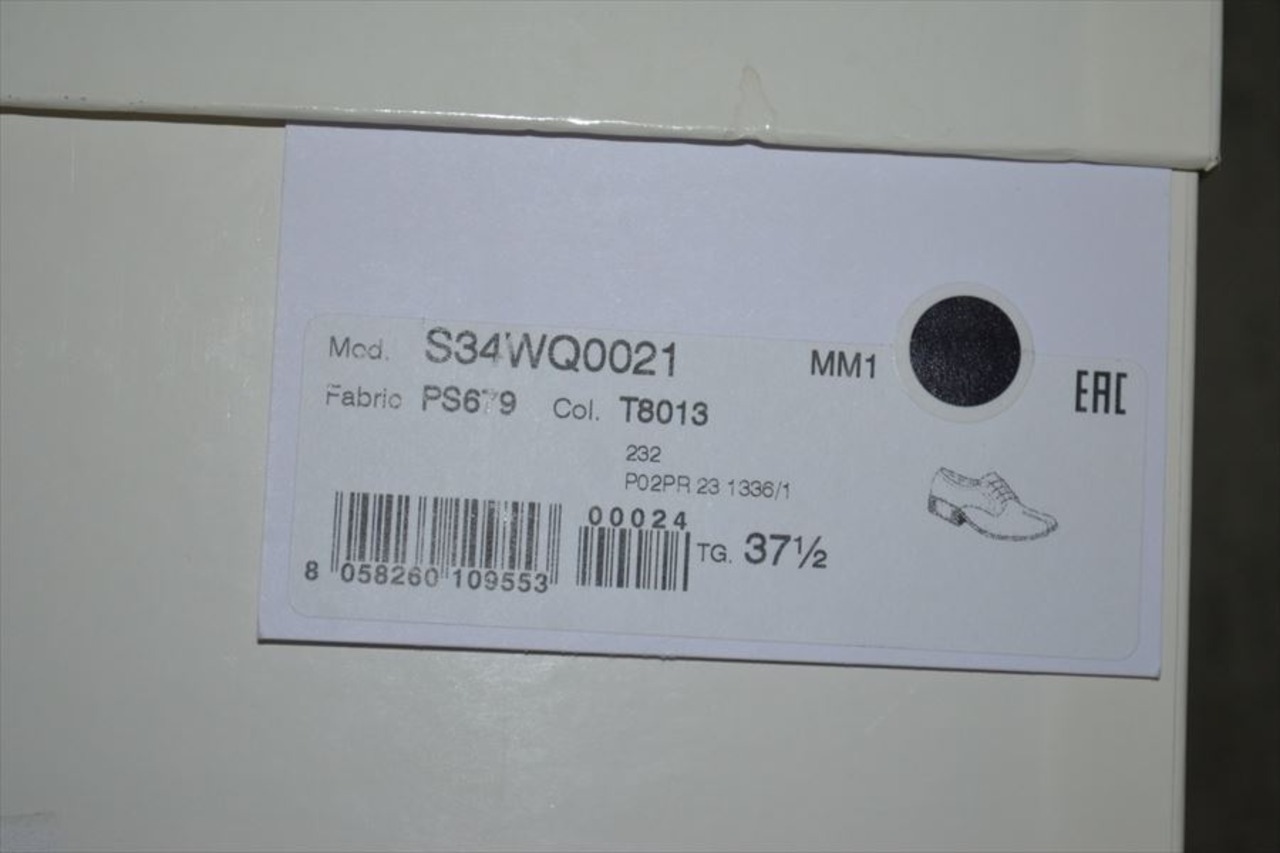 Mod. S34WQ0021 MM1
EAC
Fabric PS679 Col. T8013
232
P02PR 23 1336/1
00024
TG. 37½
8 058260 109553